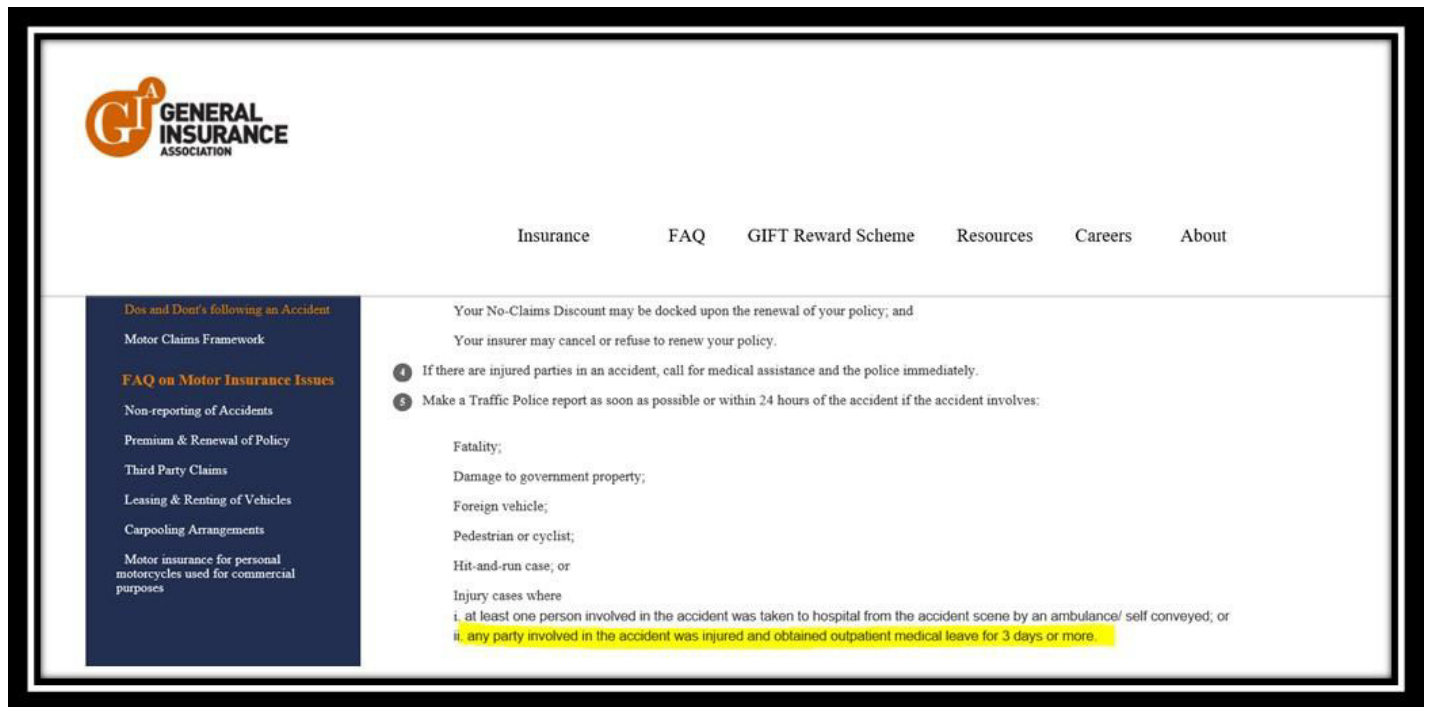 GIA GENERAL
INSURANCE
ASSOCIATION
Insurance FAQ GIFT Reward Scheme Resources Careers About
Dos and Dont's following an Accident
Motor Claims Framework
FAQ on Motor Insurance Issues
Non-reporting of Accidents
Premium & Renewal of Policy
Third Party Claims
Leasing & Renting of Vehicles
Carpooling Arrangements
Motor insurance for personal
motorcycles used for commercial
purposes
Your No-Claims Discount may be docked upon the renewal of your policy; and
Your insurer may cancel or refuse to renew your policy.
4 If there are injured parties in an accident, call for medical assistance and the police immediately.
5 Make a Traffic Police report as soon as possible or within 24 hours of the accident if the accident involves:
Fatality;
Damage to government property;
Foreign vehicle;
Pedestrian or cyclist;
Hit-and-run case; or
Injury cases where
i. at least one person involved in the accident was taken to hospital from the accident scene by an ambulance/ self conveyed; or
ii. any party involved in the accident was injured and obtained outpatient medical leave for 3 days or more.